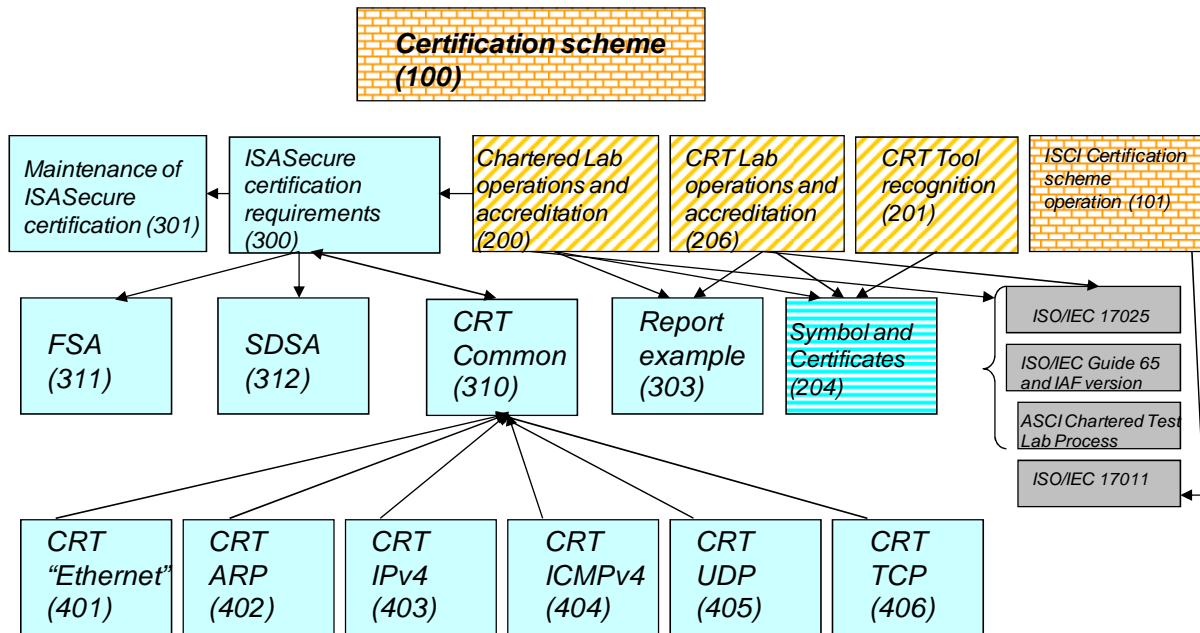 Certification scheme
(100)
Maintenance of
ISASecure
certification (301)
ISASecure
certification
requirements
(300)
Chartered Lab
operations and
accreditation
(200)
CRT Lab
operations and
accreditation
(206)
CRT Tool
recognition
(201)
ISCI Certification
scheme
operation (101)
FSA
(311)
SDSA
(312)
CRT
Common
(310)
Report
example
(303)
Symbol and
Certificates
(204)
ISO/IEC 17025
ISO/IEC Guide 65
and IAF version
ASCI Chartered Test
Lab Process
ISO/IEC 17011
CRT
“Ethernet”
(401)
CRT
ARP
(402)
CRT
IPv4
(403)
CRT
ICMPv4
(404)
CRT
UDP
(405)
CRT
TCP
(406)